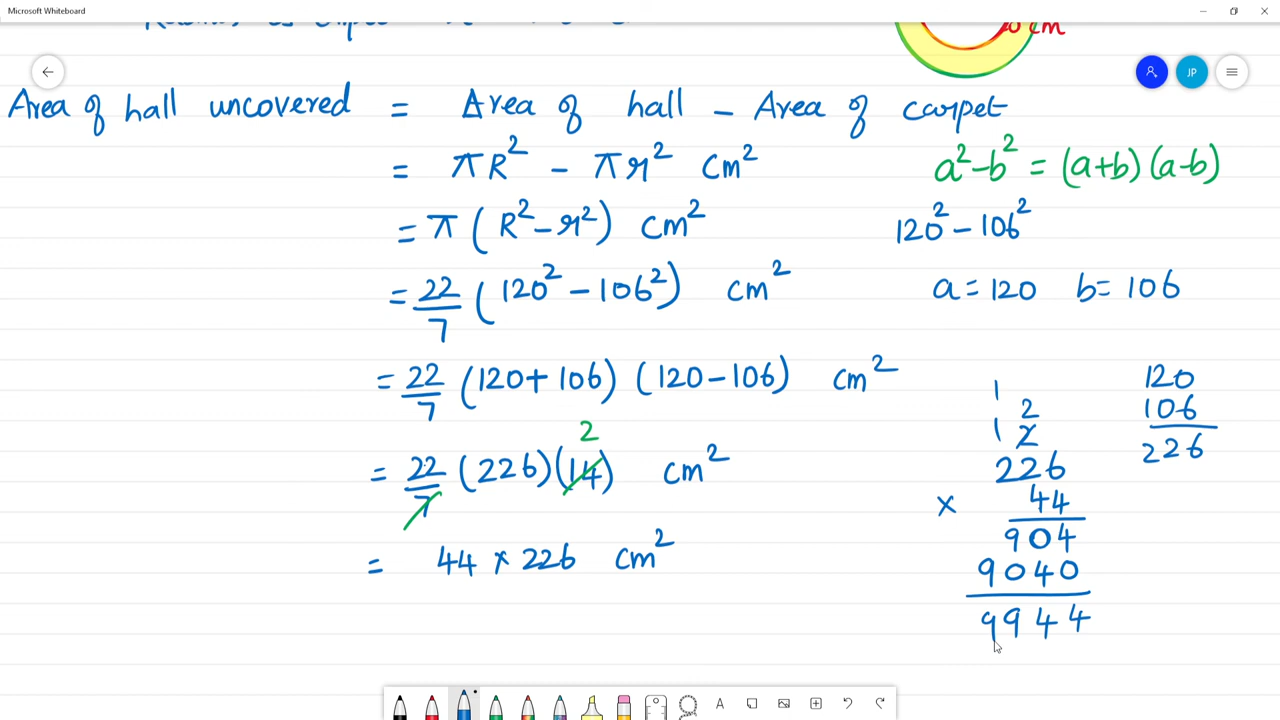 Microsoft Whiteboard
cm
JP
Area of hall uncovered = Area of hall - Area of carpet
= πR² - πr² cm²
= π(R²-r²) cm²
= 22/7 (120² - 106²) cm²
= 22/7 (120+106) (120-106) cm²
2
= 22/7 (226)(14) cm²
= 44 × 226 cm²
a²-b² = (a+b)(a-b)
120² - 106²
a = 120 b = 106
120
106
226
1
2
1 2
226
× 44
904
9040
9944
A